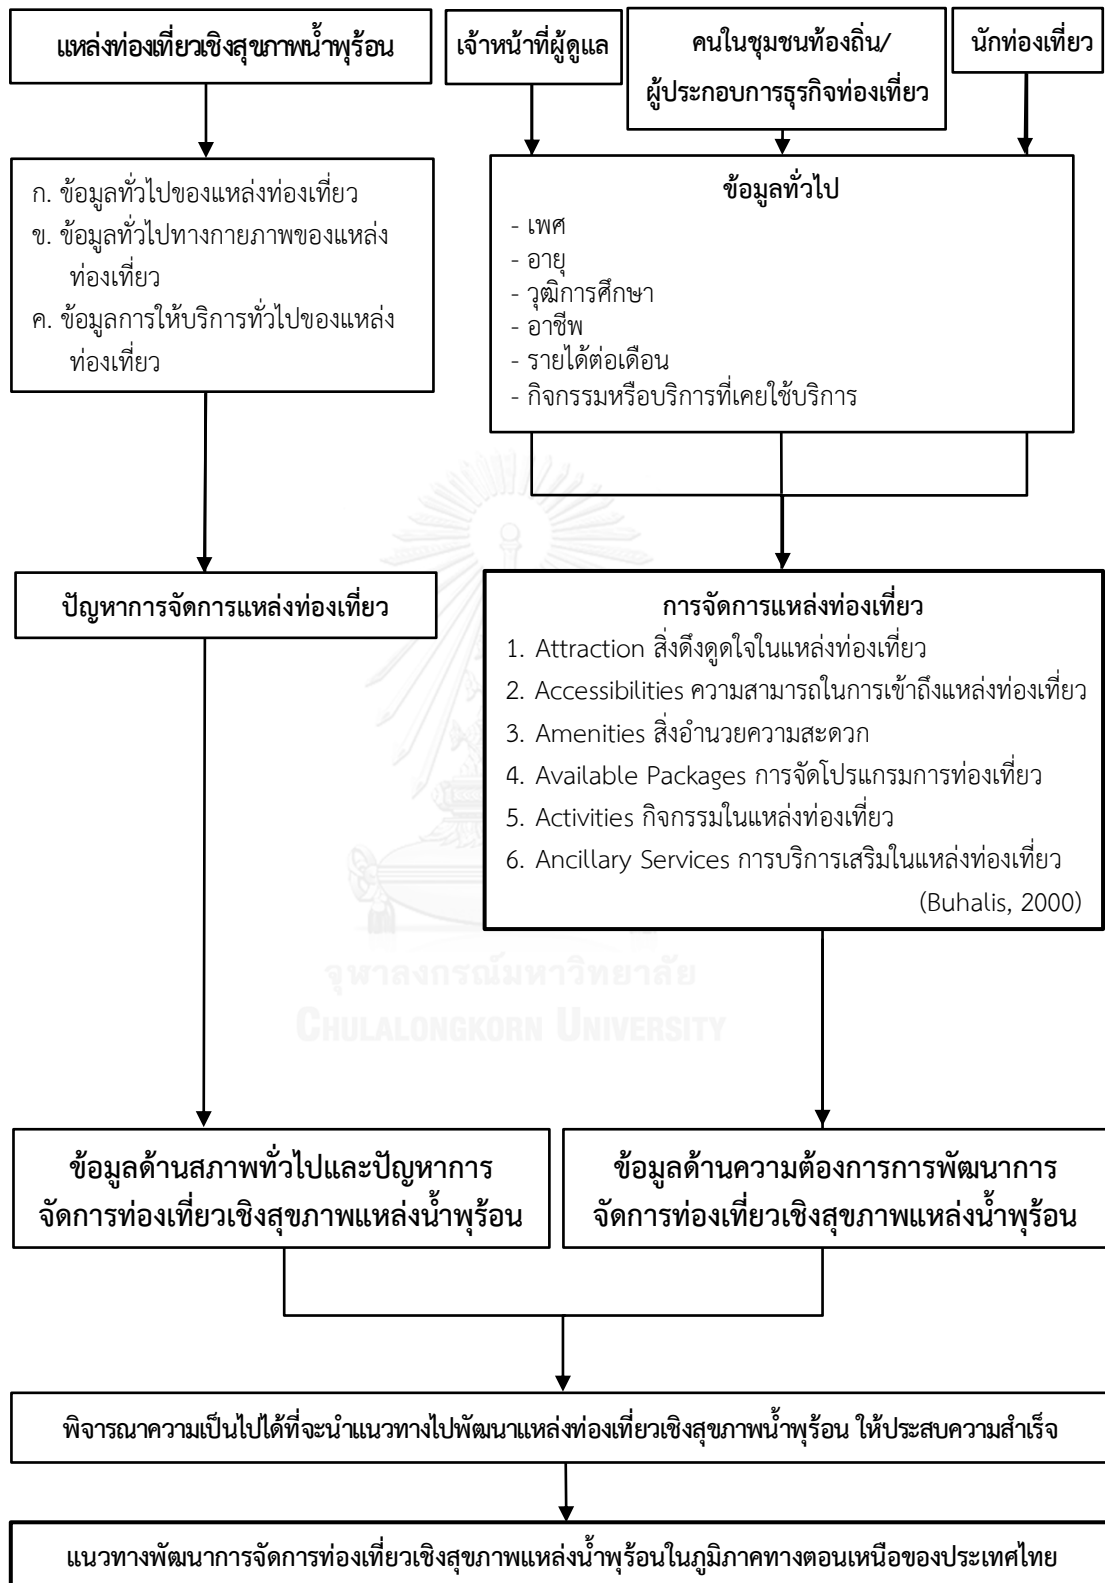 แหล่งท่องเที่ยวเชิงสุขภาพน้ำพุร้อน
เจ้าหน้าที่ผู้ดูแล
คนในชุมชนท้องถิ่น/
ผู้ประกอบการธุรกิจท่องเที่ยว
นักท่องเที่ยว
ก. ข้อมูลทั่วไปของแหล่งท่องเที่ยว
ข. ข้อมูลทั่วไปทางกายภาพของแหล่ง
ท่องเที่ยว
ค. ข้อมูลการให้บริการทั่วไปของแหล่ง
ท่องเที่ยว
ข้อมูลทั่วไป
- เพศ
- อายุ
- วุฒิการศึกษา
- อาชีพ
- รายได้ต่อเดือน
- กิจกรรมหรือบริการที่เคยใช้บริการ
ปัญหาการจัดการแหล่งท่องเที่ยว
การจัดการแหล่งท่องเที่ยว
1. Attraction สิ่งดึงดูดใจในแหล่งท่องเที่ยว
2. Accessibilities ความสามารถในการเข้าถึงแหล่งท่องเที่ยว
3. Amenities สิ่งอำนวยความสะดวก
4. Available Packages การจัดโปรแกรมการท่องเที่ยว
5. Activities กิจกรรมในแหล่งท่องเที่ยว
6. Ancillary Services การบริการเสริมในแหล่งท่องเที่ยว
(Buhalis, 2000)
จุฬาลงกรณ์มหาวิทยาลัย
CHULALONGKORN UNIVERSITY
ข้อมูลด้านสภาพทั่วไปและปัญหาการ
จัดการท่องเที่ยวเชิงสุขภาพแหล่งน้ำพุร้อน
ข้อมูลด้านความต้องการการพัฒนาการ
จัดการท่องเที่ยวเชิงสุขภาพแหล่งน้ำพุร้อน
พิจารณาความเป็นไปได้ที่จะนำแนวทางไปพัฒนาแหล่งท่องเที่ยวเชิงสุขภาพน้ำพุร้อน ให้ประสบความสำเร็จ
แนวทางพัฒนาการจัดการท่องเที่ยวเชิงสุขภาพแหล่งน้ำพุร้อนในภูมิภาคทางตอนเหนือของประเทศไทย